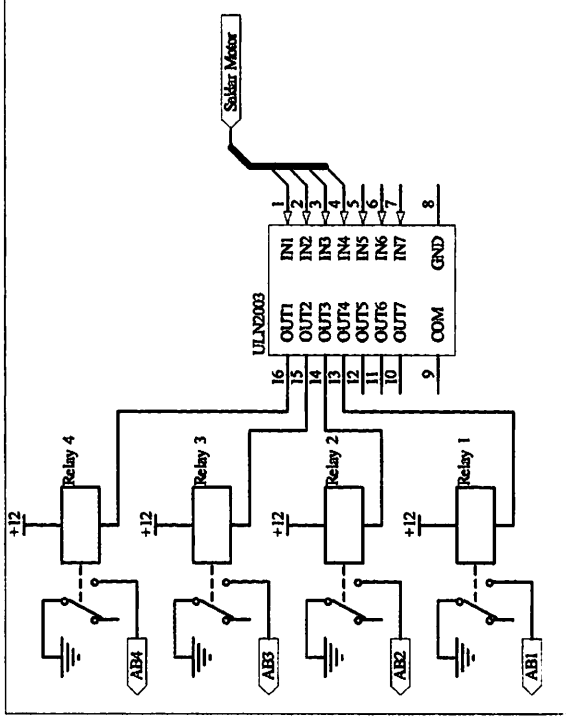 +12
Relay 4
AB4
+12
Relay 3
AB3
+12
Relay 2
AB2
+12
Relay 1
AB1
ULN2003
16 OUT1 IN1 1
15 OUT2 IN2 2
14 OUT3 IN3 3
13 OUT4 IN4 4
12 OUT5 IN5 5
11 OUT6 IN6 6
10 OUT7 IN7 7
9 COM GND 8
Saklar Motor